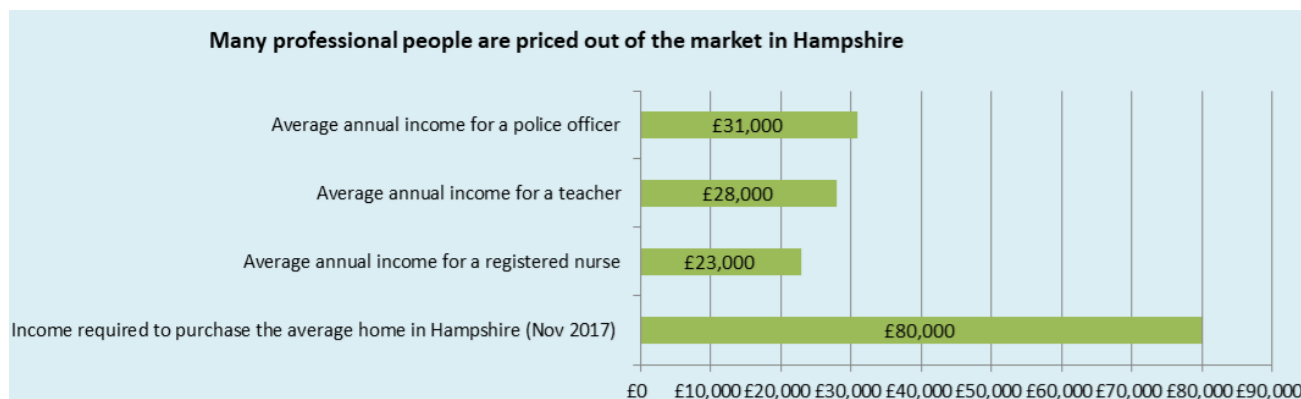 Many professional people are priced out of the market in Hampshire
Average annual income for a police officer
£31,000
Average annual income for a teacher
£28,000
Average annual income for a registered nurse
£23,000
Income required to purchase the average home in Hampshire (Nov 2017)
£80,000
£0 £10,000 £20,000 £30,000 £40,000 £50,000 £60,000 £70,000 £80,000 £90,000